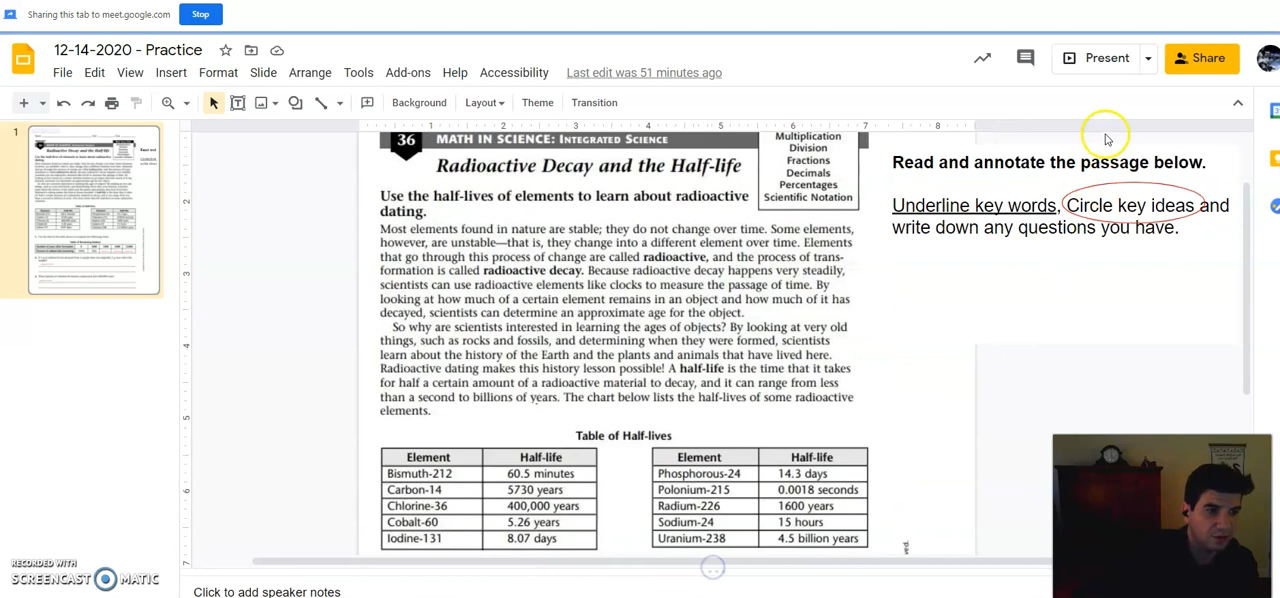 Sharing this tab to meet.google.com Stop
12-14-2020 - Practice
File Edit View Insert Format Slide Arrange Tools Add-ons Help Accessibility Last edit was 51 minutes ago
Present Share
Background Layout Theme Transition
1 2 3 4 5 6 7 8
1
2
3
4
5
6
7
36 MATH IN SCIENCE: INTEGRATED SCIENCE
Radioactive Decay and the Half-life
Multiplication
Division
Fractions
Decimals
Percentages
Scientific Notation
Use the half-lives of elements to learn about radioactive
dating.
Most elements found in nature are stable; they do not change over time. Some elements,
however, are unstable—that is, they change into a different element over time. Elements
that go through the process of change are called radioactive, and the process of trans-
formation is called radioactive decay. Because radioactive decay happens very steadily,
scientists can use radioactive elements like clocks to measure the passage of time. By
looking at how much of a certain element remains in an object and how much of it has
decayed, scientists can determine an approximate age for the object.
So why are scientists interested in learning the ages of objects? By looking at very old
things, such as rocks and fossils, and determining when they were formed, scientists
learn about the history of the Earth and the plants and animals that have lived here.
Radioactive dating makes this history lesson possible! A half-life is the time that it takes
for half a certain amount of a radioactive material to decay, and it can range from less
than a second to billions of years. The chart below lists the half-lives of some radioactive
elements.
Table of Half-lives
Element Half-life
Bismuth-212 60.5 minutes
Carbon-14 5730 years
Chlorine-36 400,000 years
Cobalt-60 5.26 years
Iodine-131 8.07 days
Element Half-life
Phosphorous-24 14.3 days
Polonium-215 0.0018 seconds
Radium-226 1600 years
Sodium-24 15 hours
Uranium-238 4.5 billion years
ved.
Read and annotate the passage below.
Underline key words, Circle key ideas and
write down any questions you have.
RECORDED WITH
SCREENCAST MATIC
Click to add speaker notes